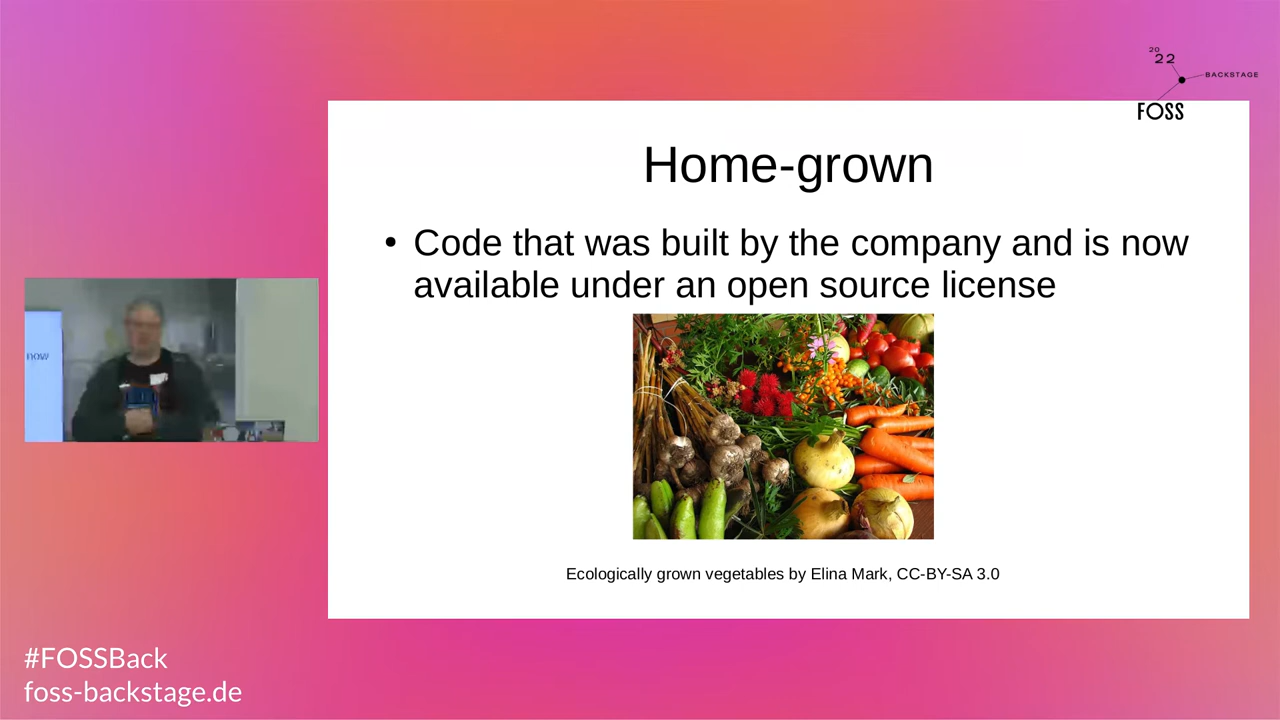 20
22
BACKSTAGE
FOSS
Home-grown
• Code that was built by the company and is now
available under an open source license
now
Ecologically grown vegetables by Elina Mark, CC-BY-SA 3.0
#FOSSBack
foss-backstage.de